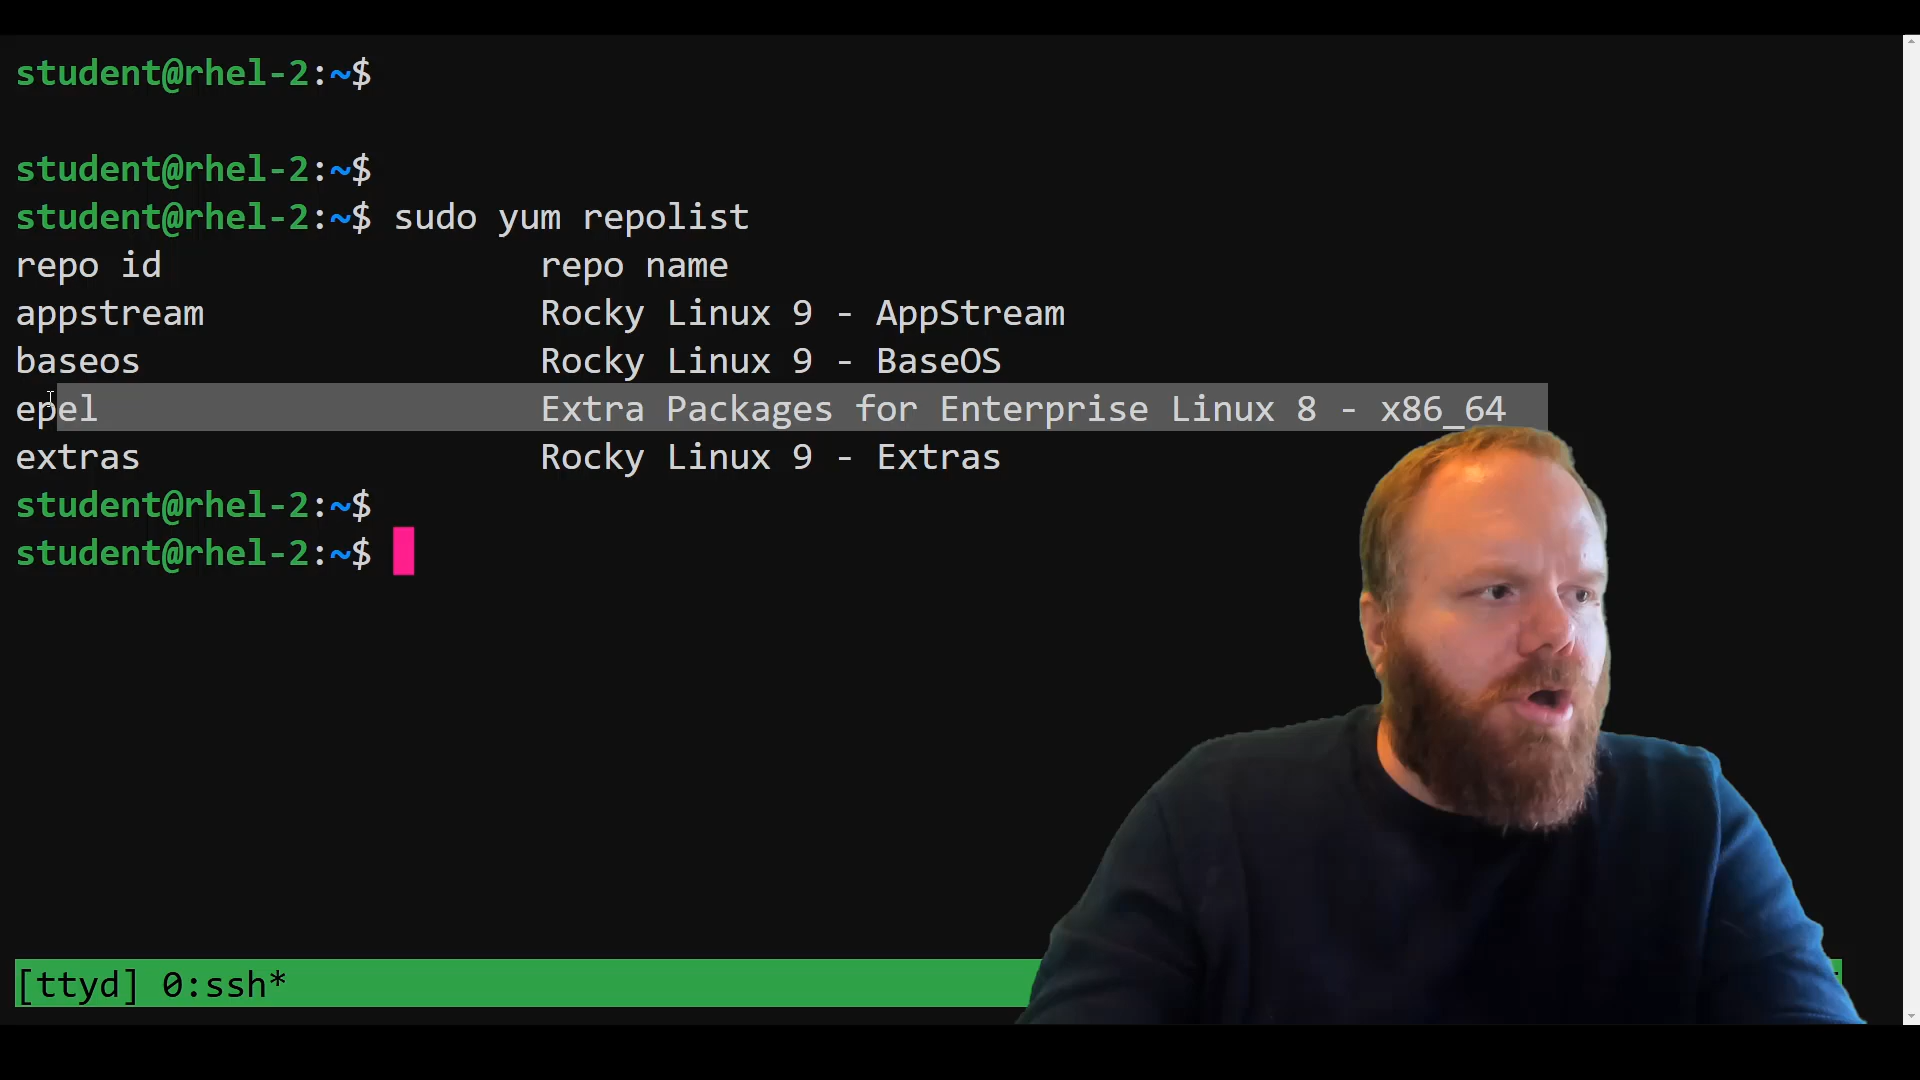 student@rhel-2:~$
student@rhel-2:~$
student@rhel-2:~$ sudo yum repolist
repo id repo name
appstream Rocky Linux 9 - AppStream
baseos Rocky Linux 9 - BaseOS
epel Extra Packages for Enterprise Linux 8 - x86_64
extras Rocky Linux 9 - Extras
student@rhel-2:~$
student@rhel-2:~$
[ttyd] 0:ssh*